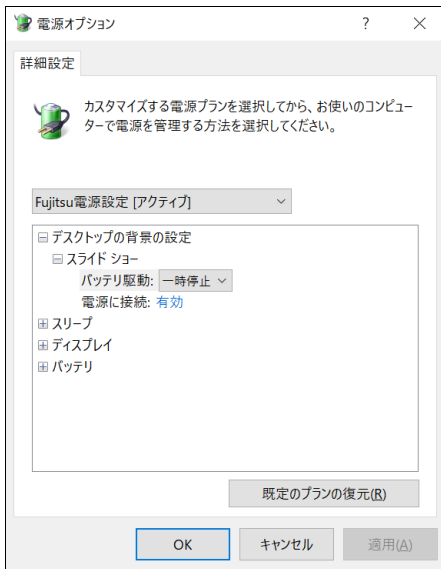 電源オプション
詳細設定
カスタマイズする電源プランを選択してから、お使いのコンピュー
ターで電源を管理する方法を選択してください。
Fujitsu電源設定 [アクティブ]
デスクトップの背景の設定
スライド ショー
バッテリ駆動: 一時停止
電源に接続: 有効
スリープ
ディスプレイ
バッテリ
既定のプランの復元(R)
OK キャンセル 適用(A)